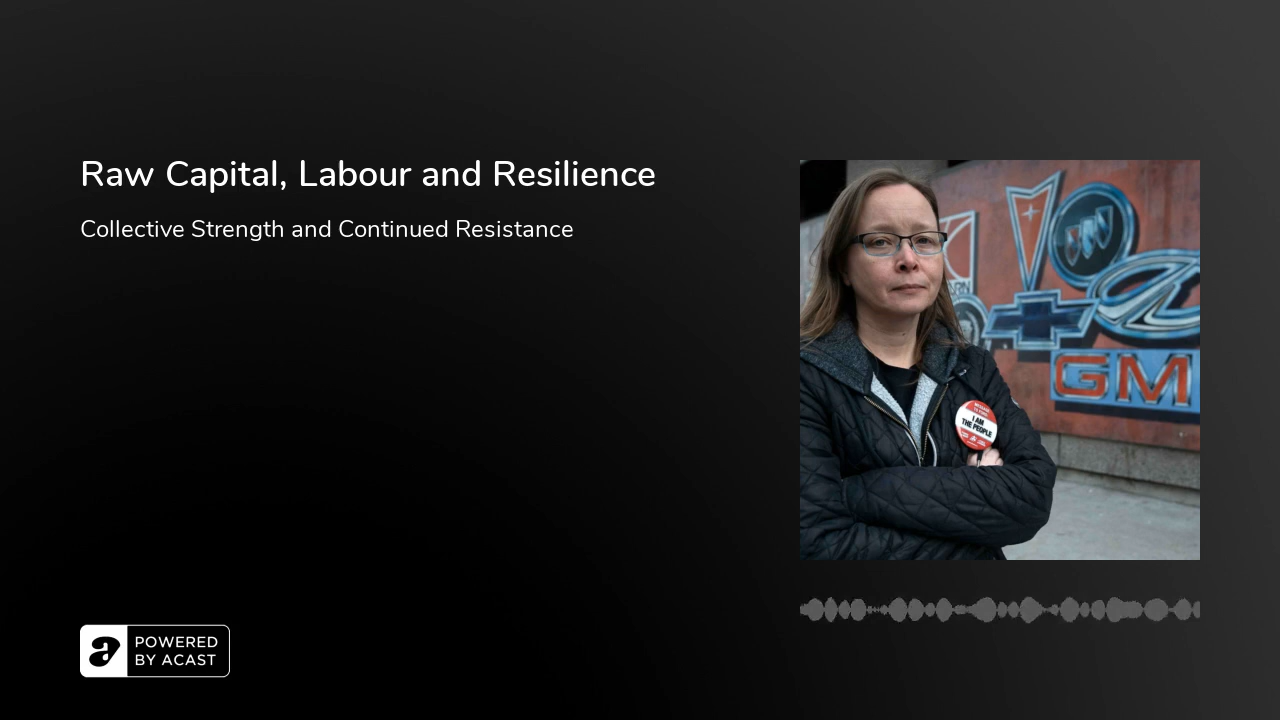 Raw Capital, Labour and Resilience
Collective Strength and Continued Resistance
GM
I AM
THE PEOPLE
POWERED
BY ACAST